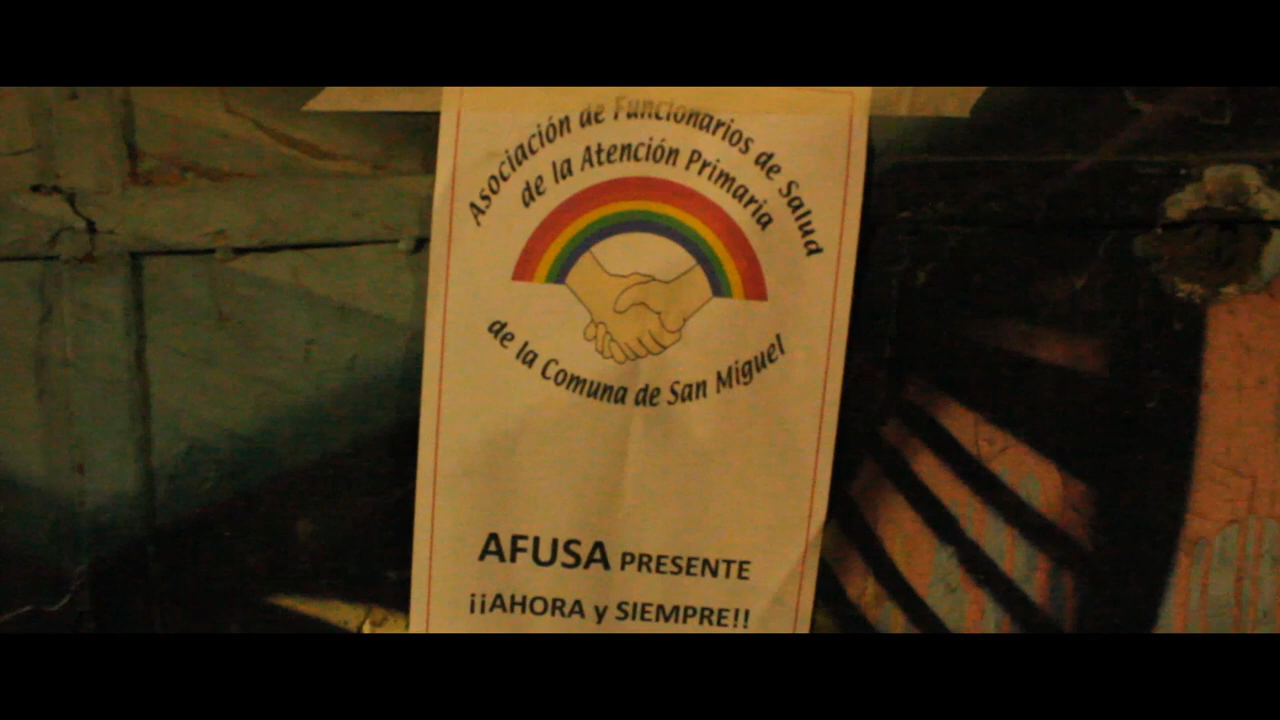 Asociación de Funcionarios de Salud
de la Atención Primaria
de la Comuna de San Miguel
AFUSA PRESENTE
¡¡AHORA y SIEMPRE!!